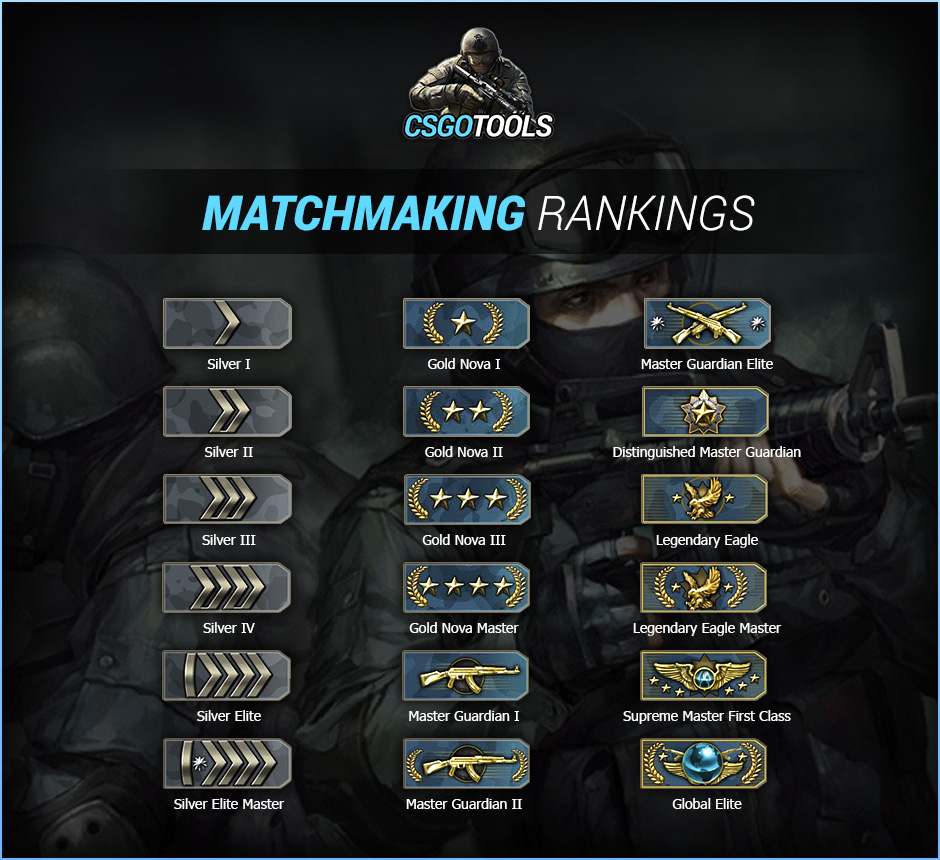 CSGOTOOLS
MATCHMAKING RANKINGS
Silver I
Silver II
Silver III
Silver IV
Silver Elite
Silver Elite Master
Gold Nova I
Gold Nova II
Gold Nova III
Gold Nova Master
Master Guardian I
Master Guardian II
Master Guardian Elite
Distinguished Master Guardian
Legendary Eagle
Legendary Eagle Master
Supreme Master First Class
Global Elite